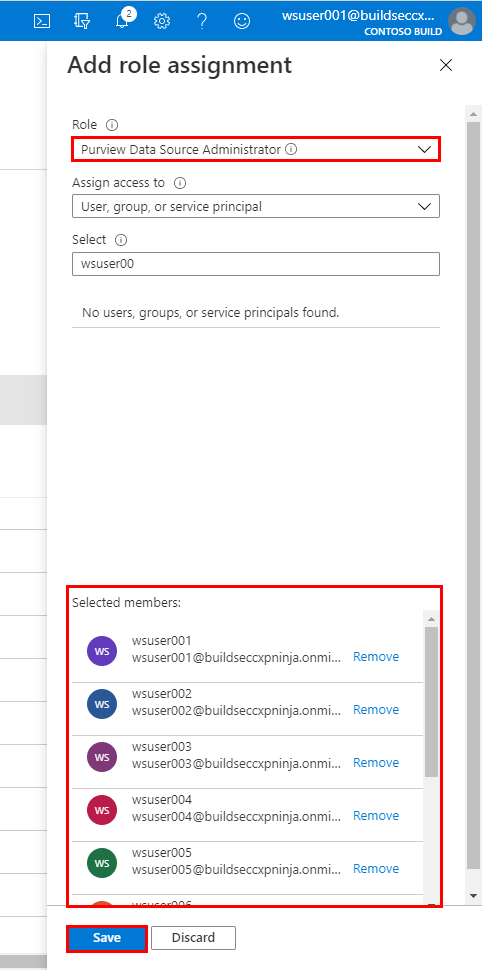 2
wsuser001@buildseccx...
CONTOSO BUILD
Add role assignment
Role
Purview Data Source Administrator
Assign access to
User, group, or service principal
Select
wsuser00
No users, groups, or service principals found.
Selected members:
WS
wsuser001
wsuser001@buildseccxpninja.onmi...
Remove
WS
wsuser002
wsuser002@buildseccxpninja.onmi...
Remove
WS
wsuser003
wsuser003@buildseccxpninja.onmi...
Remove
WS
wsuser004
wsuser004@buildseccxpninja.onmi...
Remove
WS
wsuser005
wsuser005@buildseccxpninja.onmi...
Remove
Save
Discard